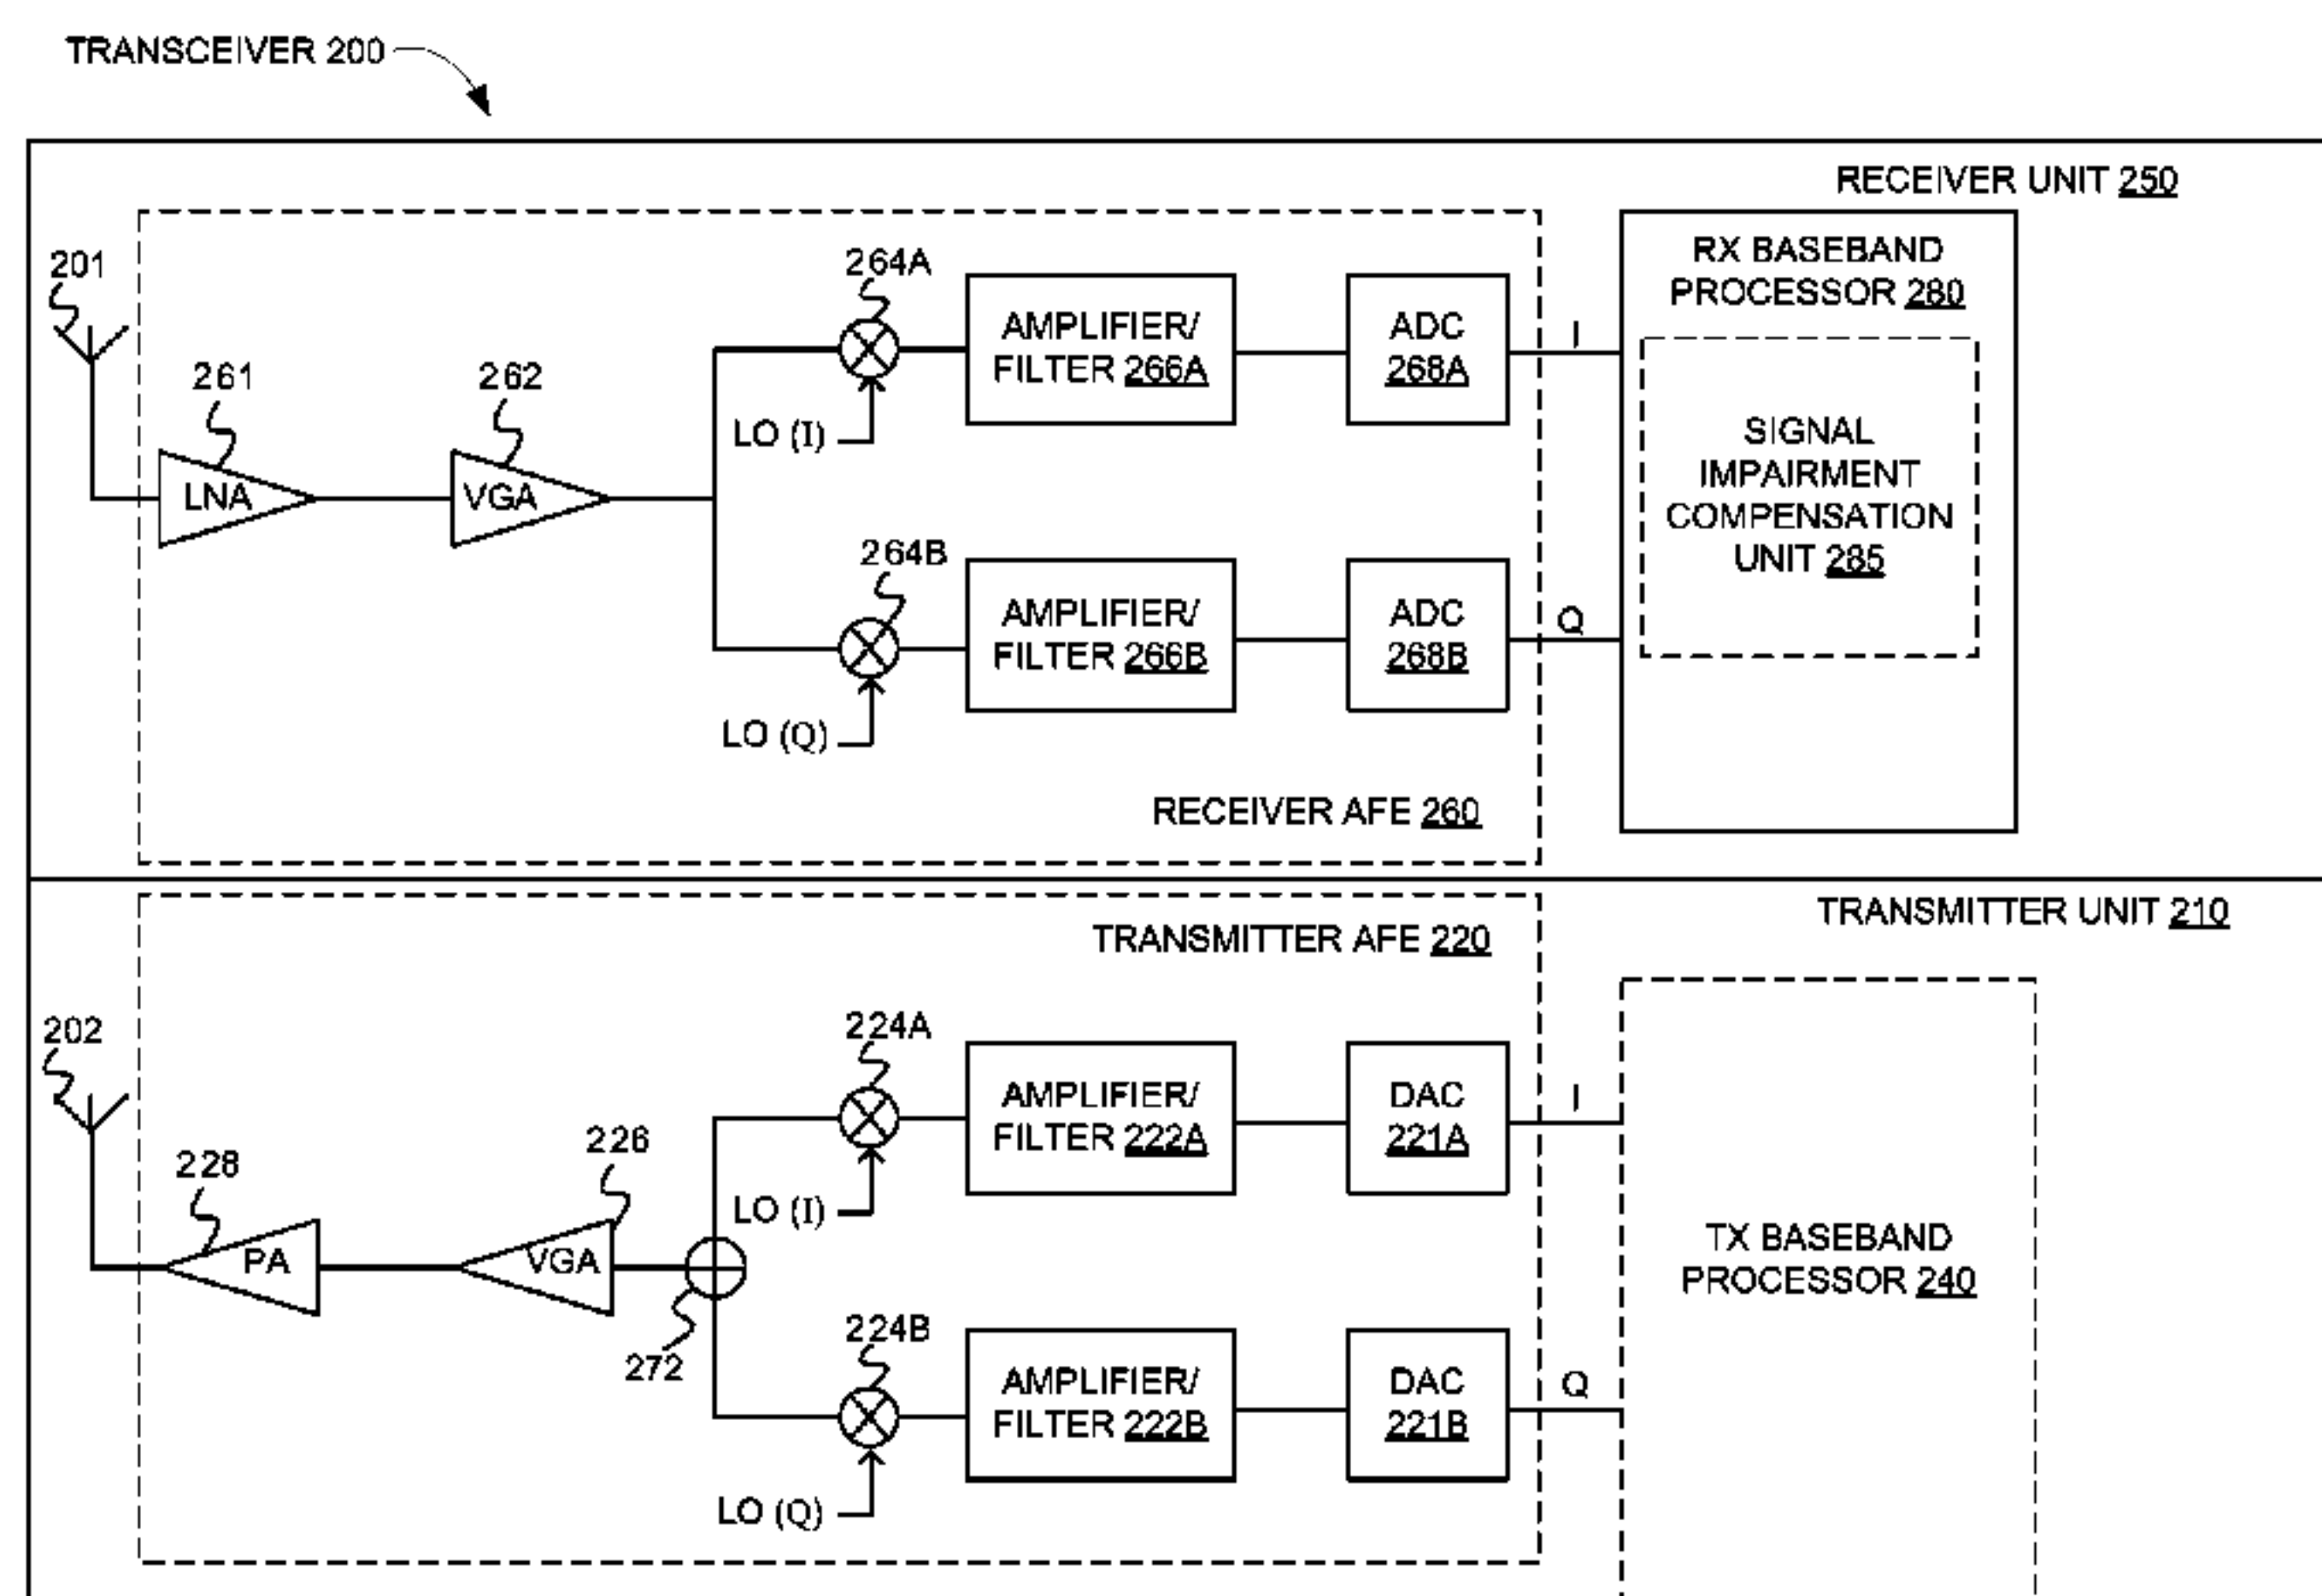 TRANSCEIVER 200
RECEIVER UNIT 250
201
261
LNA
262
VGA
264A
LO (I)
AMPLIFIER/
FILTER 266A
ADC
268A
I
264B
LO (Q)
AMPLIFIER/
FILTER 266B
ADC
268B
Q
RX BASEBAND
PROCESSOR 280
SIGNAL
IMPAIRMENT
COMPENSATION
UNIT 285
RECEIVER AFE 260
TRANSMITTER UNIT 210
TRANSMITTER AFE 220
202
228
PA
226
VGA
272
224A
LO (I)
AMPLIFIER/
FILTER 222A
DAC
221A
I
224B
LO (Q)
AMPLIFIER/
FILTER 222B
DAC
221B
Q
TX BASEBAND
PROCESSOR 240